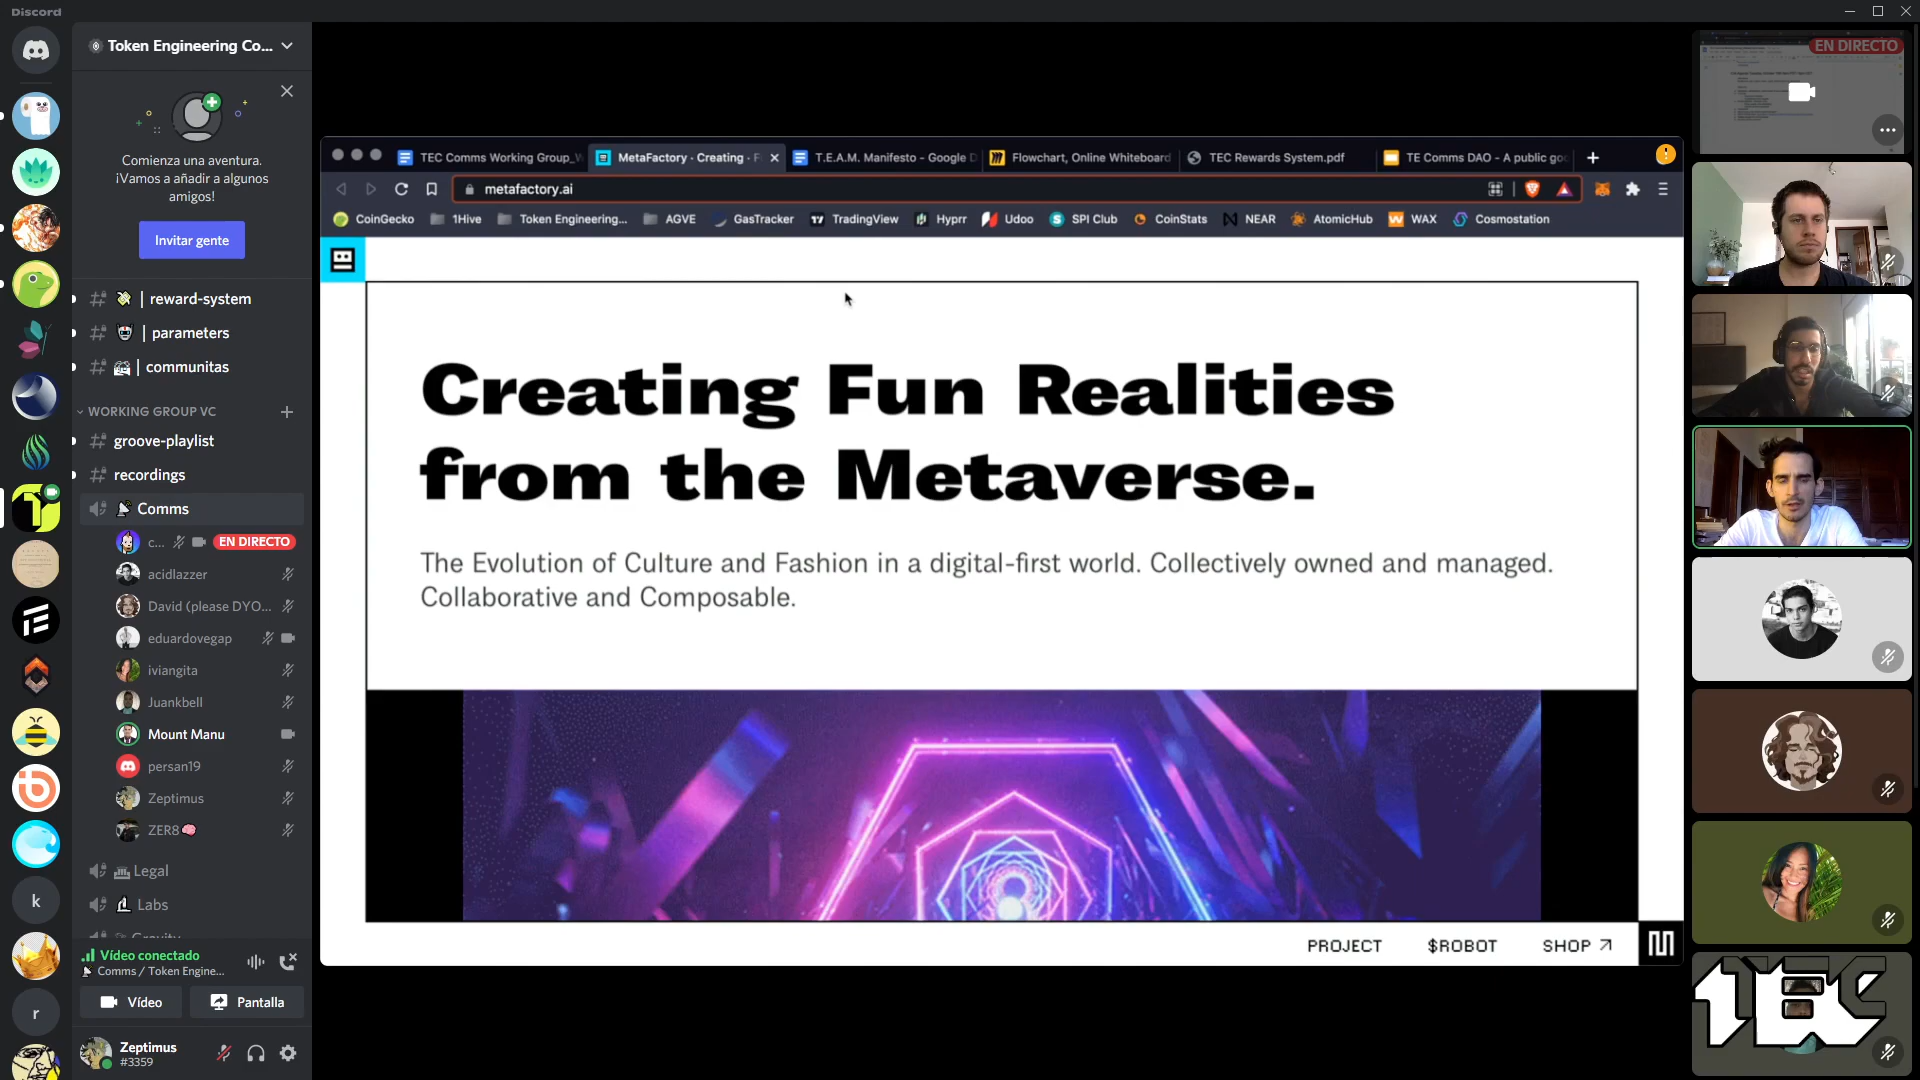 Discord
Token Engineering Co...
Comienza una aventura.
¡Vamos a añadir a algunos
amigos!
Invitar gente
| reward-system
| parameters
| communitas
WORKING GROUP VC
groove-playlist
recordings
Comms
c... EN DIRECTO
acidlazzer
David (please DYO...
eduardovegap
iviangita
Juankbell
Mount Manu
persan19
Zeptimus
ZER8
Legal
Labs
Vídeo conectado
Comms / Token Engine...
Vídeo
Pantalla
Zeptimus
#3359
k
r
TEC Comms Working Group_
MetaFactory - Creating - F
T.E.A.M. Manifesto - Google D
Flowchart, Online Whiteboard
TEC Rewards System.pdf
TE Comms DAO - A public goo
metafactory.ai
CoinGecko
1Hive
Token Engineering...
AGVE
GasTracker
TradingView
Hyprr
Udoo
SPI Club
CoinStats
NEAR
AtomicHub
WAX
Cosmostation
Creating Fun Realities
from the Metaverse.
The Evolution of Culture and Fashion in a digital-first world. Collectively owned and managed.
Collaborative and Composable.
PROJECT
$ROBOT
SHOP
EN DIRECTO
TEC